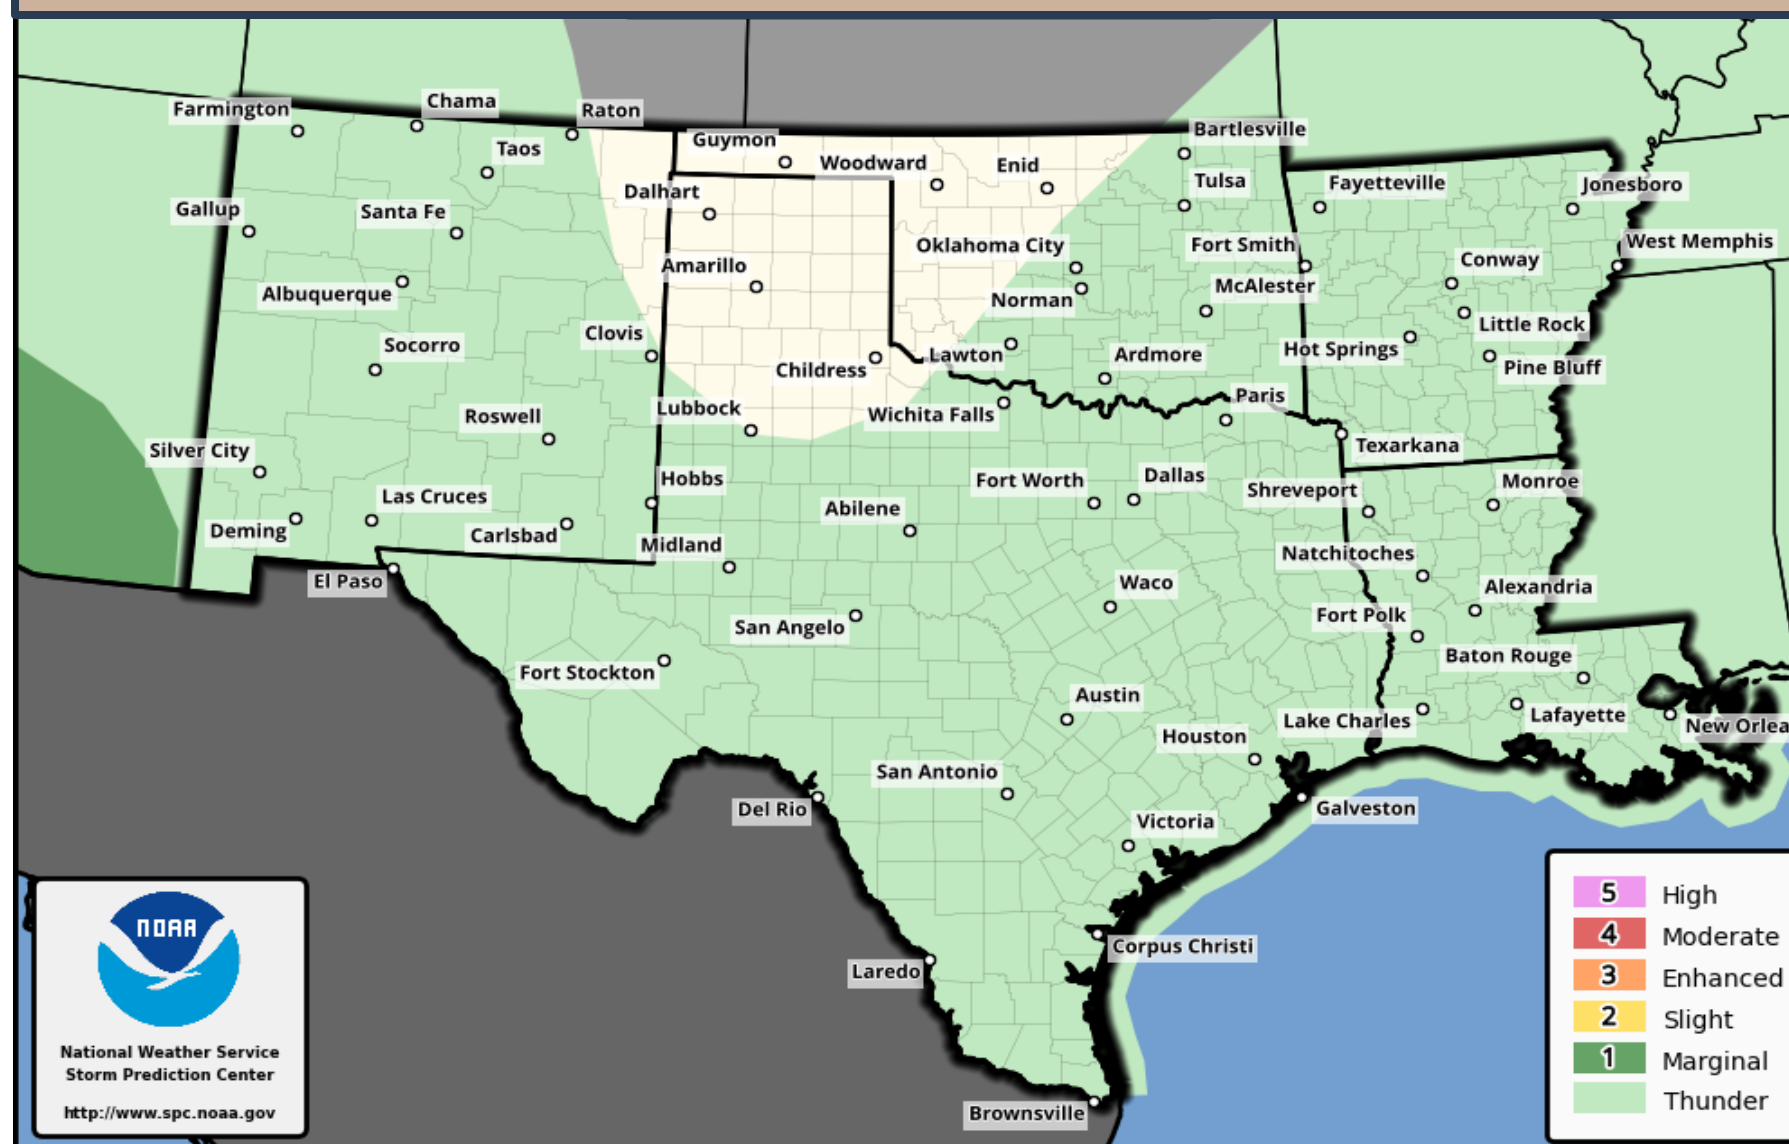 Farmington
Chama
Raton
Taos
Guymon
Woodward
Enid
Bartlesville
Tulsa
Fayetteville
Jonesboro
Dalhart
Gallup
Santa Fe
Oklahoma City
Fort Smith
West Memphis
Amarillo
Conway
Albuquerque
Norman
McAlester
Clovis
Little Rock
Socorro
Lawton
Ardmore
Hot Springs
Pine Bluff
Childress
Paris
Roswell
Lubbock
Wichita Falls
Texarkana
Silver City
Hobbs
Fort Worth
Dallas
Shreveport
Monroe
Las Cruces
Abilene
Deming
Carlsbad
Midland
Natchitoches
El Paso
Waco
Alexandria
San Angelo
Fort Polk
Baton Rouge
Fort Stockton
Austin
Lake Charles
Lafayette
New Orlea
Houston
San Antonio
Del Rio
Galveston
Victoria
Corpus Christi
Laredo
Brownsville
NOAA
National Weather Service
Storm Prediction Center
http://www.spc.noaa.gov
5 High
4 Moderate
3 Enhanced
2 Slight
1 Marginal
Thunder